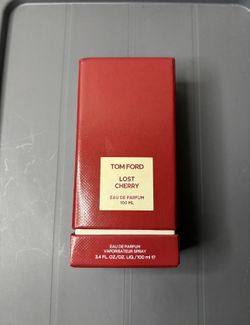 TOM FORD
LOST
CHERRY
EAU DE PARFUM
100 ML
EAU DE PARFUM
VAPORISATEUR SPRAY
3.4 FL.OZ./OZ. LIQ./100 ml ℮